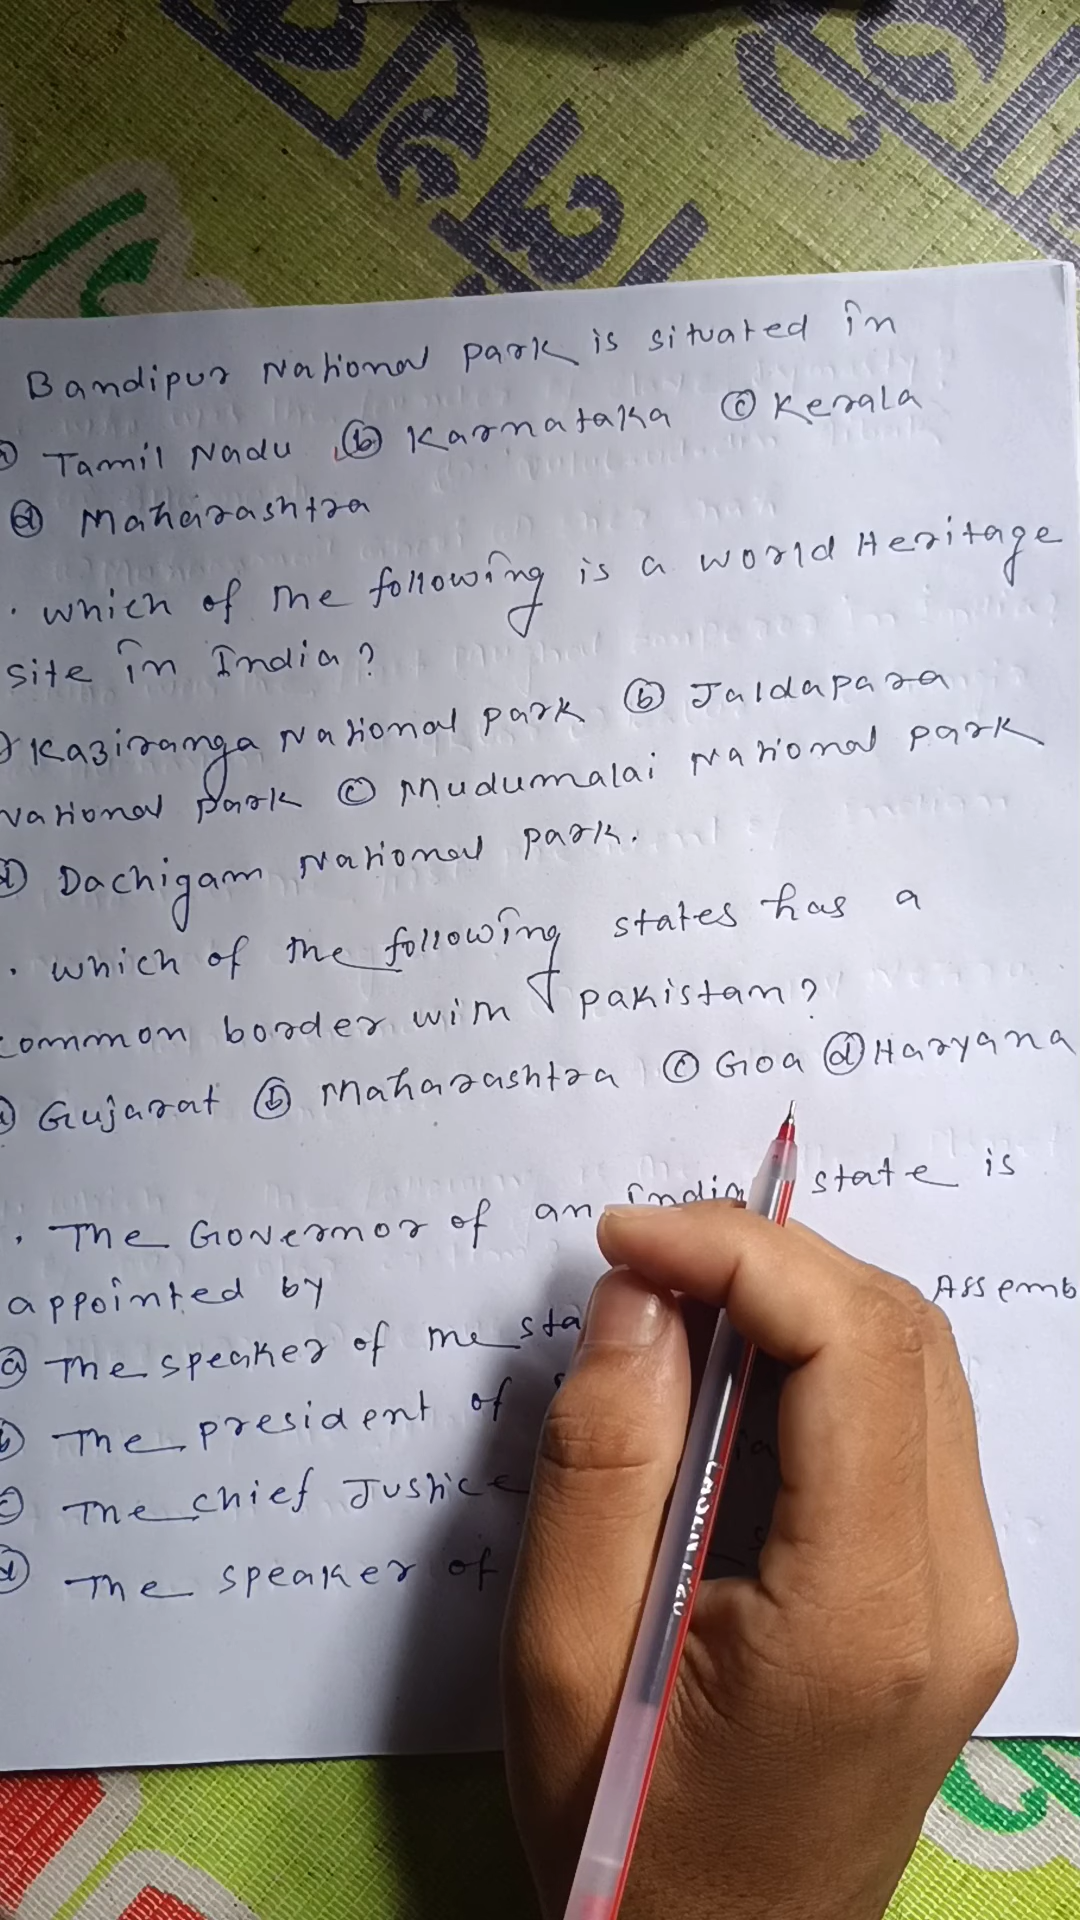 Bandipur National Park is situated in
Tamil Nadu ⓑ Karnataka ⓒ Kerala
ⓓ Maharashtra
. which of the following is a world Heritage
site in India?
Kaziranga National park ⓑ Jaldapara
National park ⓒ Mudumalai National park
ⓓ Dachigam National park.
. which of the following states has a
common border with Pakistan?
ⓐ Gujarat ⓑ Maharashtra ⓒ Goa ⓓ Haryana
. The Governor of an India state is
appointed by
ⓐ The speaker of the Assemb
ⓑ The president of
ⓒ The chief Justice
ⓓ The speaker of